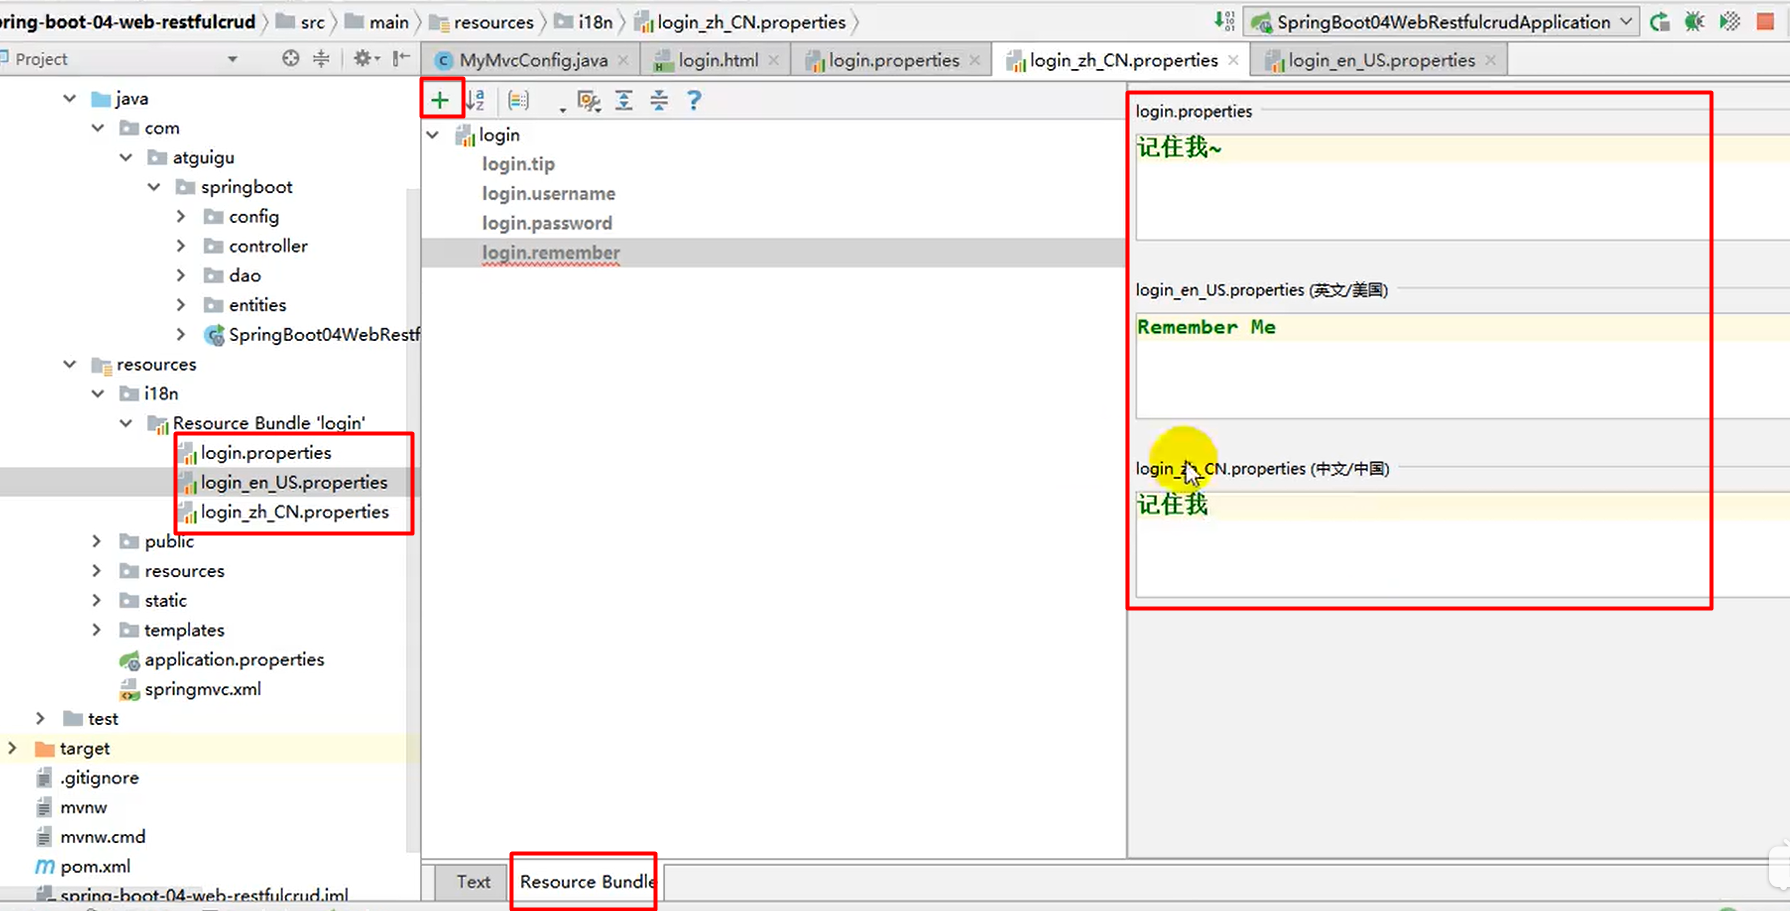 ring-boot-04-web-restfulcrud src main resources i18n login_zh_CN.properties SpringBoot04WebRestfulcrudApplication
Project
MyMvcConfig.java login.html login.properties login_zh_CN.properties login_en_US.properties
java
com
atguigu
springboot
config
controller
dao
entities
SpringBoot04WebRestf
resources
i18n
Resource Bundle 'login'
login.properties
login_en_US.properties
login_zh_CN.properties
public
resources
static
templates
application.properties
springmvc.xml
test
target
.gitignore
mvnw
mvnw.cmd
pom.xml
spring-boot-04-web-restfulcrud.iml
login
login.tip
login.username
login.password
login.remember
login.properties
记住我~
login_en_US.properties (英文/美国)
Remember Me
login_zh_CN.properties (中文/中国)
记住我
Text Resource Bundle